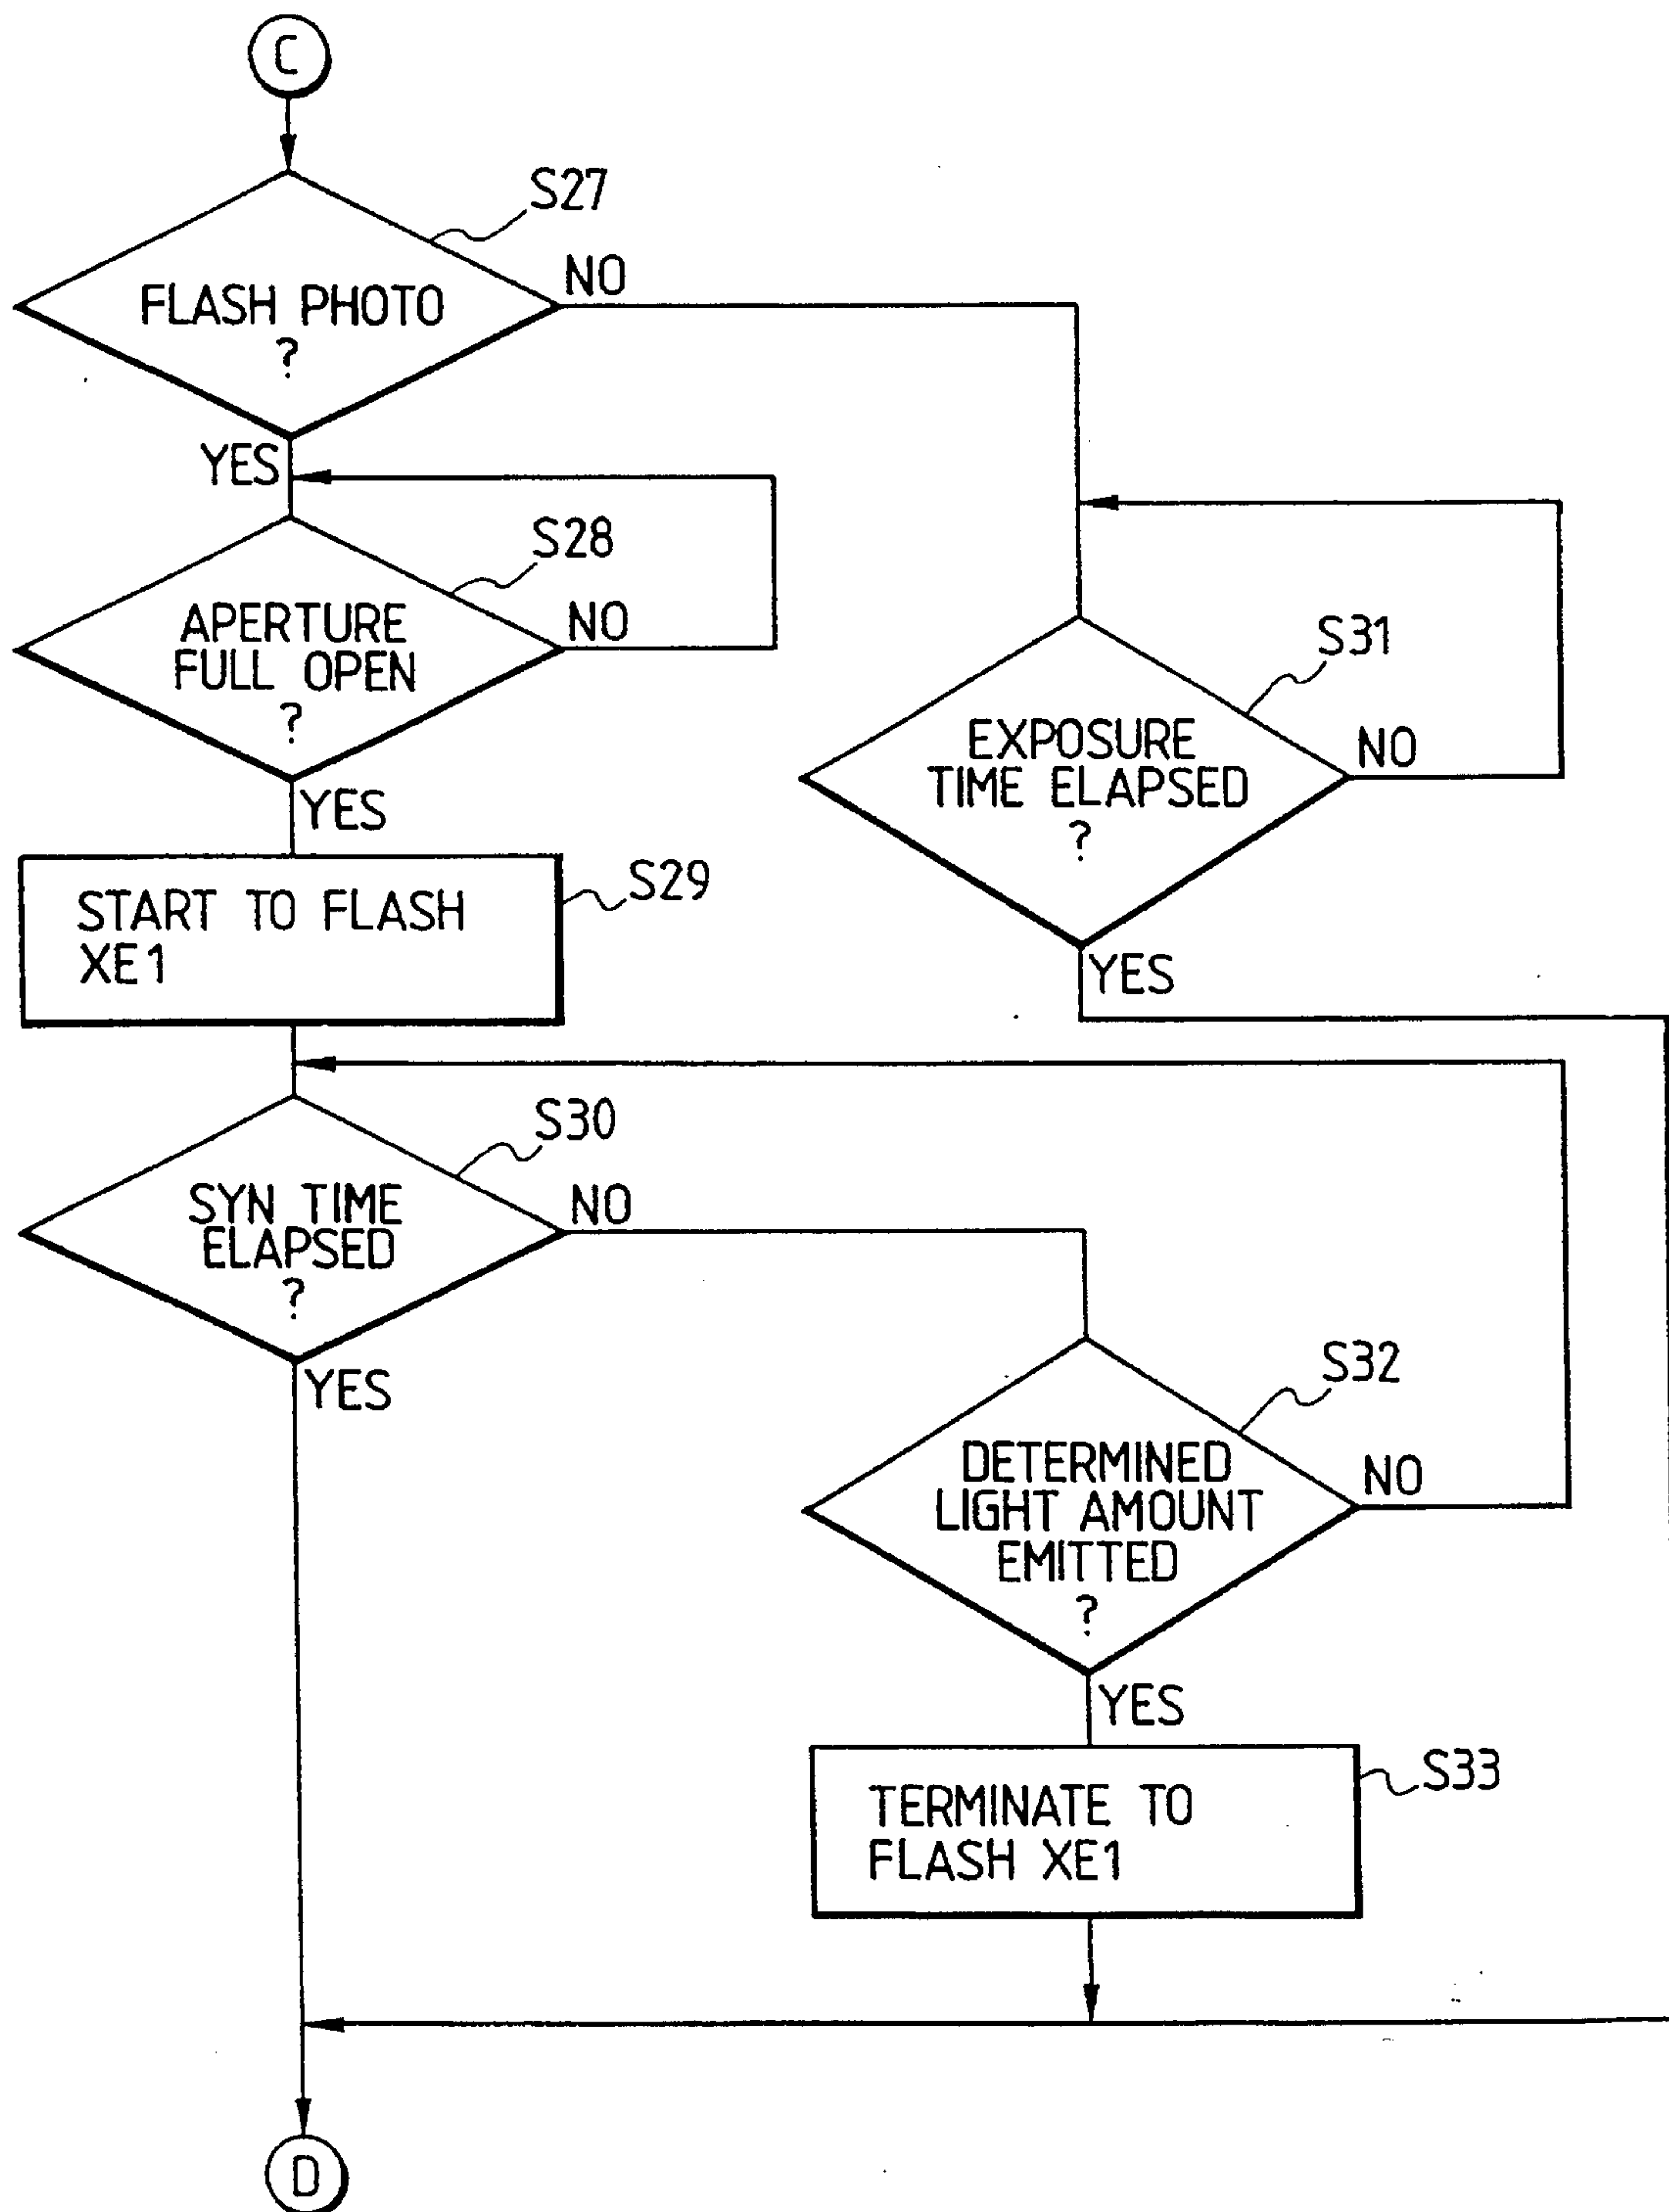 C
S27
FLASH PHOTO
?
NO
YES
S28
APERTURE
FULL OPEN
?
NO
YES
S29
START TO FLASH
XE1
S31
EXPOSURE
TIME ELAPSED
?
NO
YES
S30
SYN TIME
ELAPSED
?
NO
YES
S32
DETERMINED
LIGHT AMOUNT
EMITTED
?
NO
YES
S33
TERMINATE TO
FLASH XE1
D